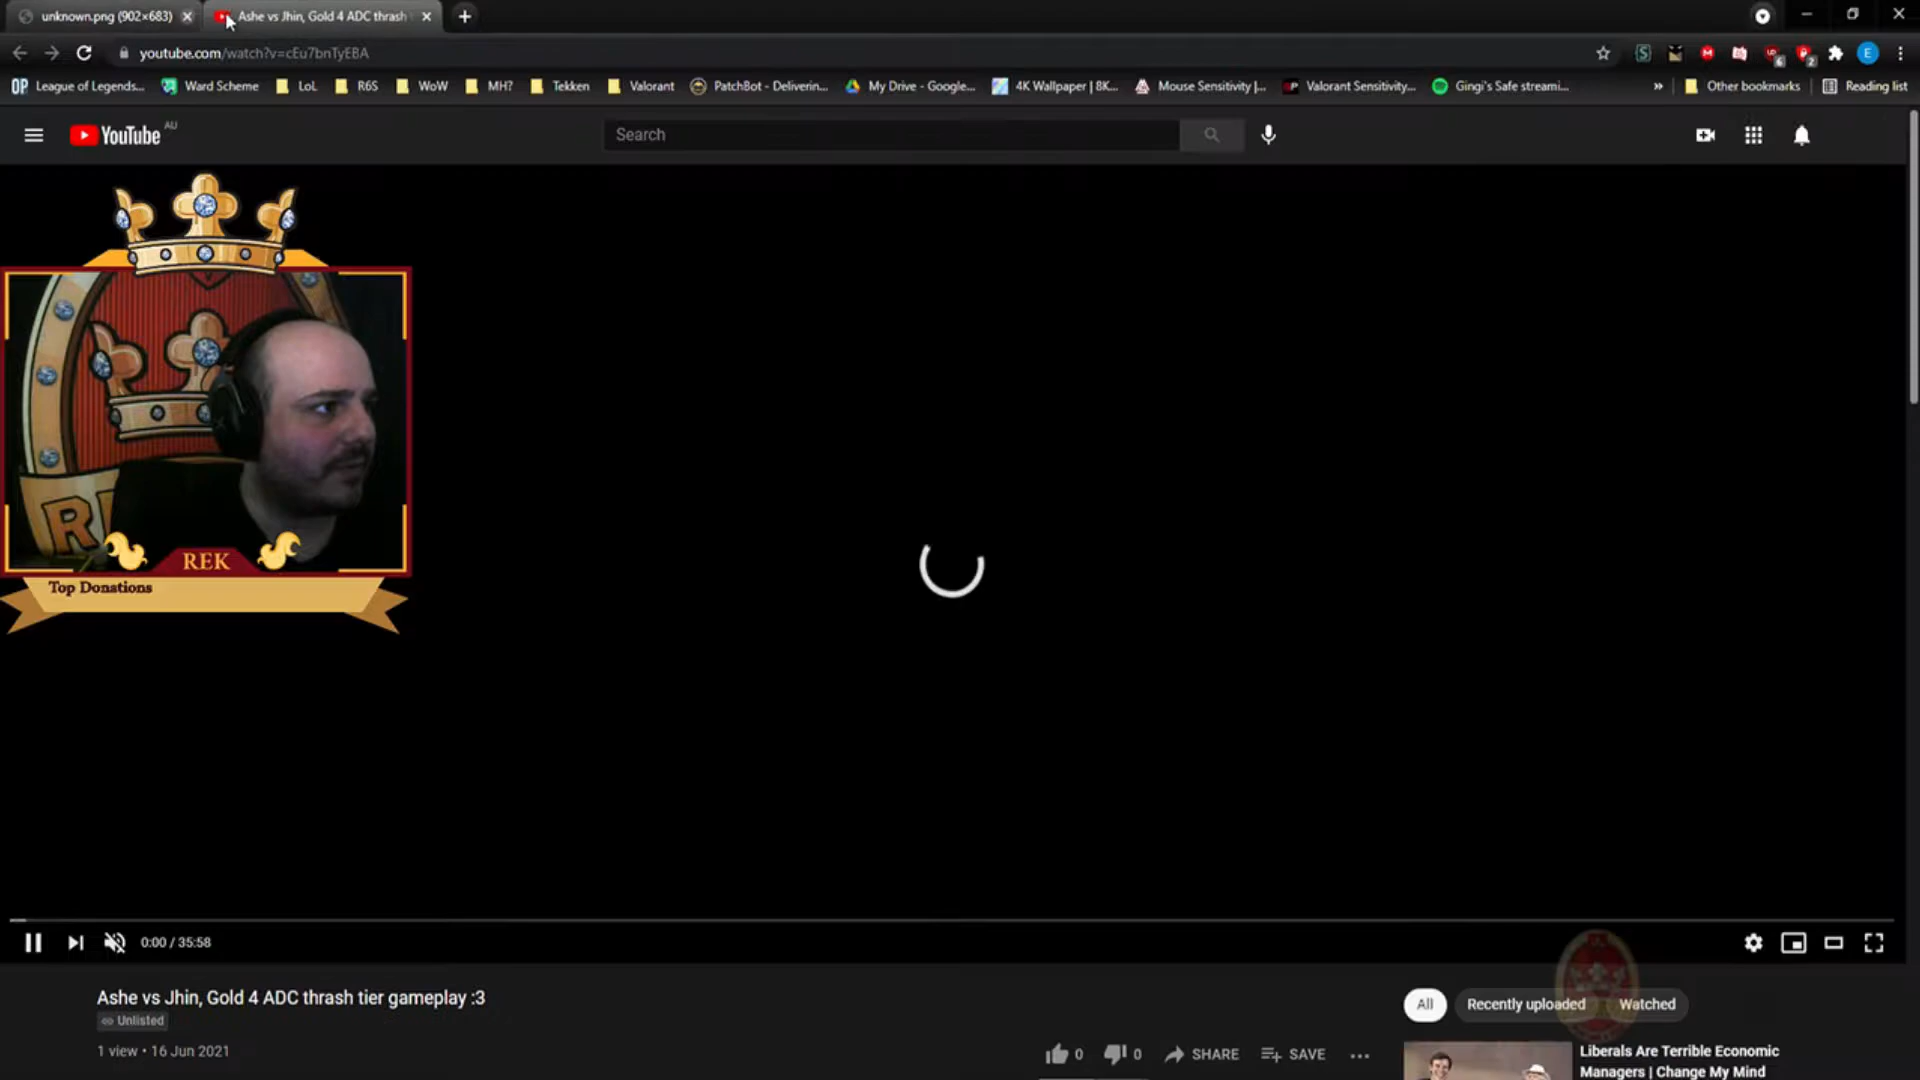 unknown.png (902×683)
Ashe vs Jhin, Gold 4 ADC thrash
youtube.com/watch?v=cEu7bnTyEBA
6
2
E
OP League of Legends...
Ward Scheme
LoL
R6S
WoW
MH?
Tekken
Valorant
PatchBot - Deliverin...
My Drive - Google...
4K Wallpaper | 8K...
Mouse Sensitivity |...
Valorant Sensitivity...
Gingi's Safe streami...
»
Other bookmarks
Reading list
YouTube AU
Search
R
REK
Top Donations
0:00 / 35:58
Ashe vs Jhin, Gold 4 ADC thrash tier gameplay :3
Unlisted
1 view • 16 Jun 2021
0
0
SHARE
SAVE
All
Recently uploaded
Watched
Liberals Are Terrible Economic
Managers | Change My Mind